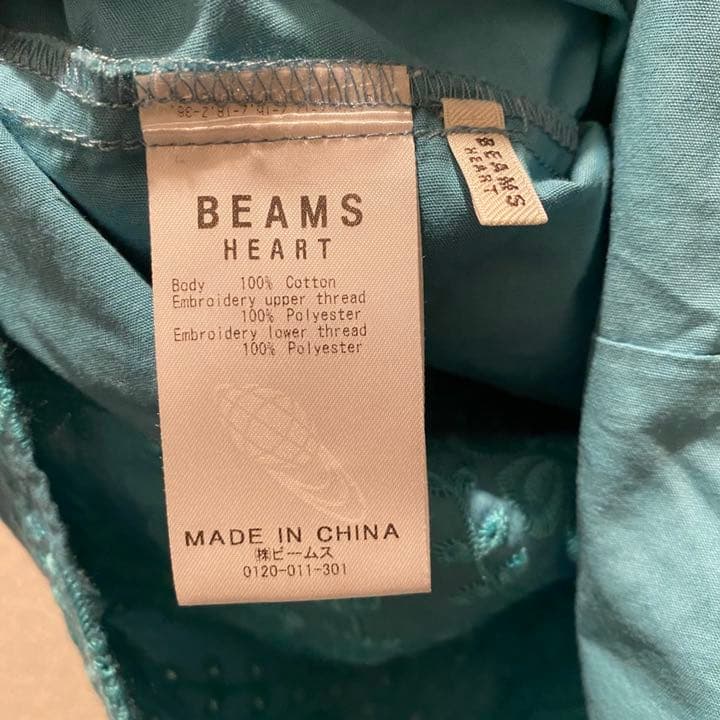 BEAMS
HEART
Body 100% Cotton
Embroidery upper thread
100% Polyester
Embroidery lower thread
100% Polyester
MADE IN CHINA
㈱ビームス
0120-011-301
BEAMS
HEART